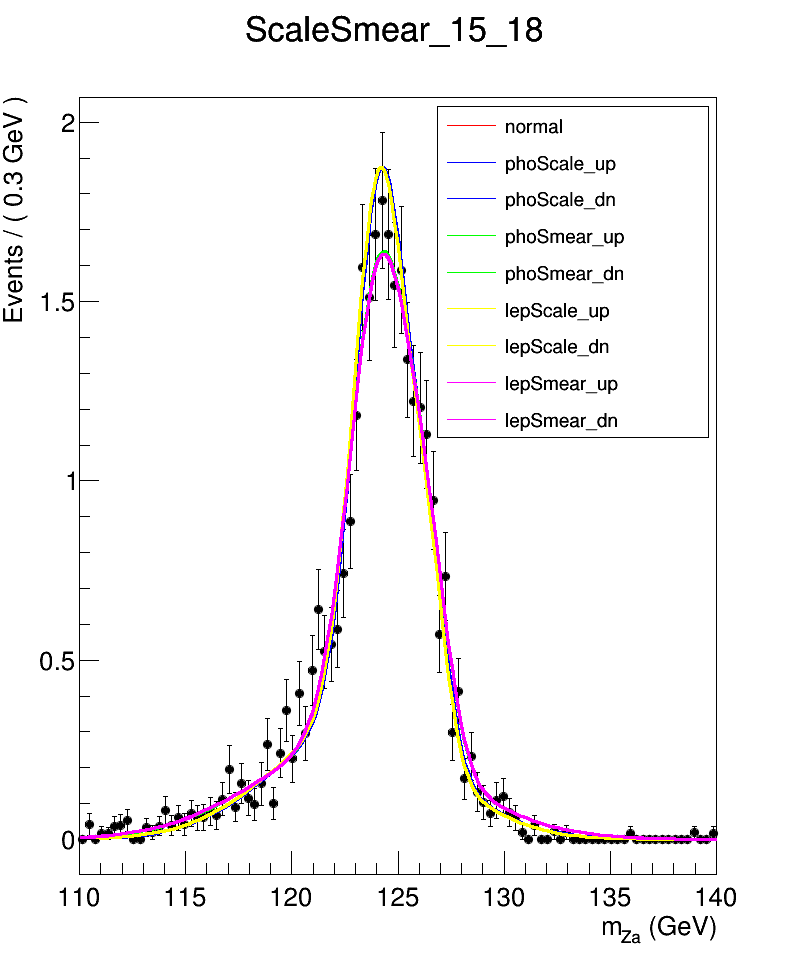 ScaleSmear_15_18
Events / ( 0.3 GeV )
2
1.5
1
0.5
0
normal
phoScale_up
phoScale_dn
phoSmear_up
phoSmear_dn
lepScale_up
lepScale_dn
lepSmear_up
lepSmear_dn
110 115 120 125 130 135 140
mZa (GeV)